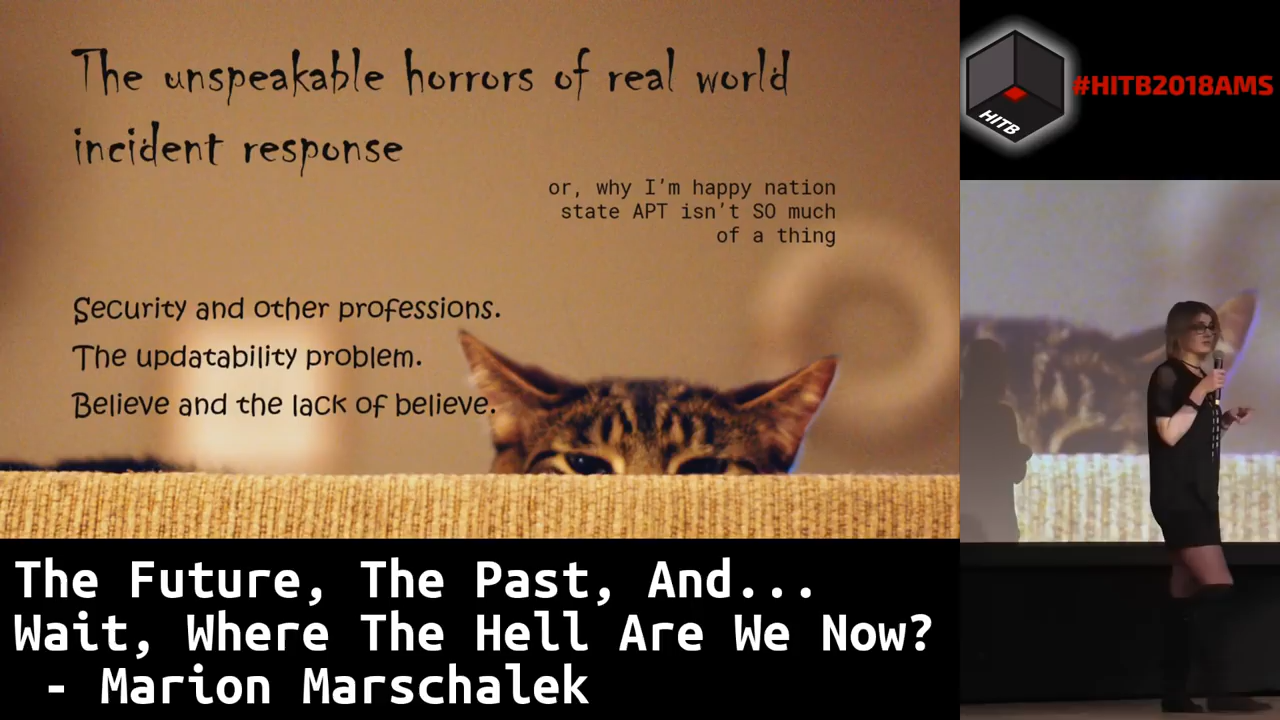 The unspeakable horrors of real world
incident response
or, why I'm happy nation
state APT isn't SO much
of a thing
Security and other professions.
The updatability problem.
Believe and the lack of believe.
HITB
#HITB2018AMS
The Future, The Past, And...
Wait, Where The Hell Are We Now?
- Marion Marschalek